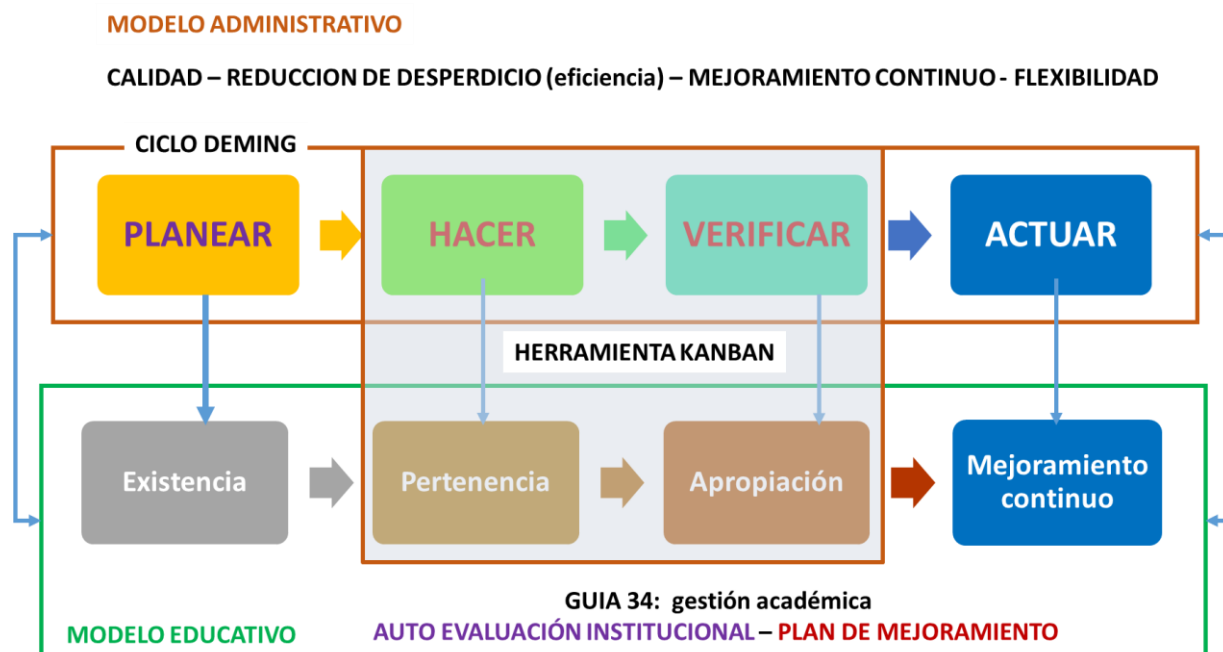 MODELO ADMINISTRATIVO
CALIDAD – REDUCCION DE DESPERDICIO (eficiencia) – MEJORAMIENTO CONTINUO - FLEXIBILIDAD
CICLO DEMING
PLANEAR
HACER
VERIFICAR
ACTUAR
HERRAMIENTA KANBAN
Existencia
Pertenencia
Apropiación
Mejoramiento
continuo
GUIA 34: gestión académica
MODELO EDUCATIVO
AUTO EVALUACIÓN INSTITUCIONAL – PLAN DE MEJORAMIENTO